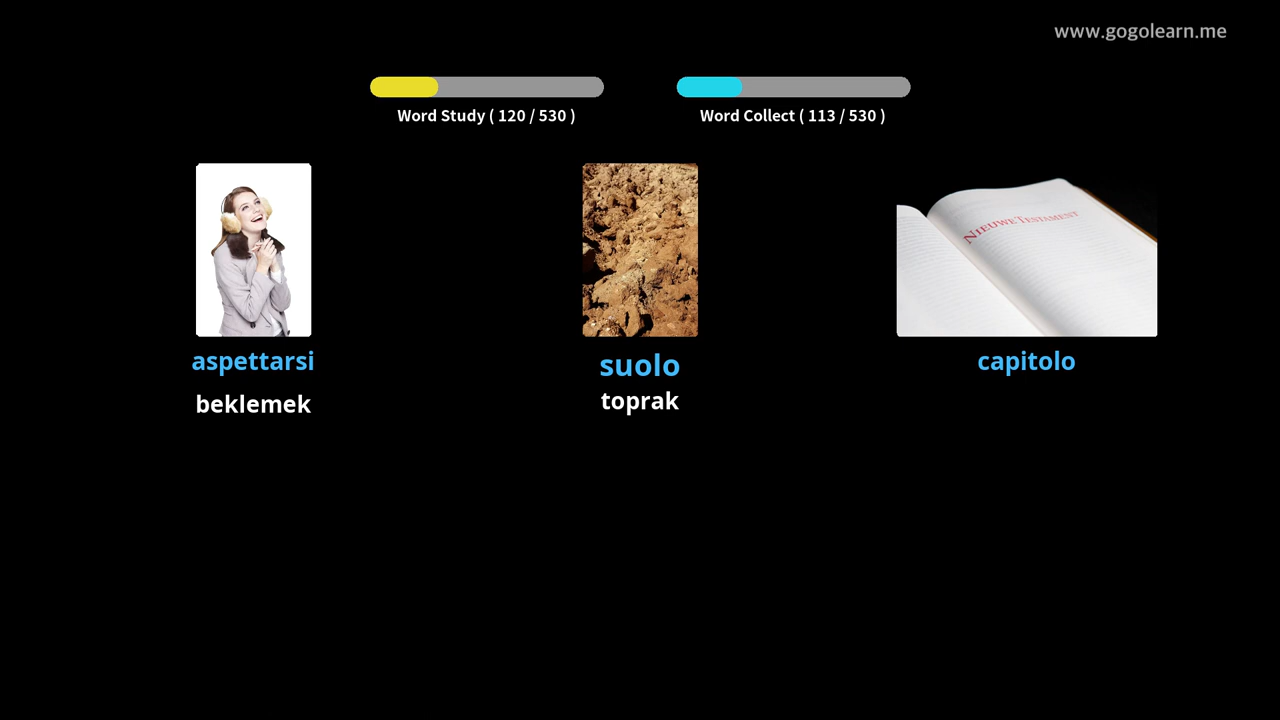 www.gogolearn.me
Word Study ( 120 / 530 )
Word Collect ( 113 / 530 )
NIEUWE TESTAMENT
aspettarsi
suolo
capitolo
beklemek
toprak